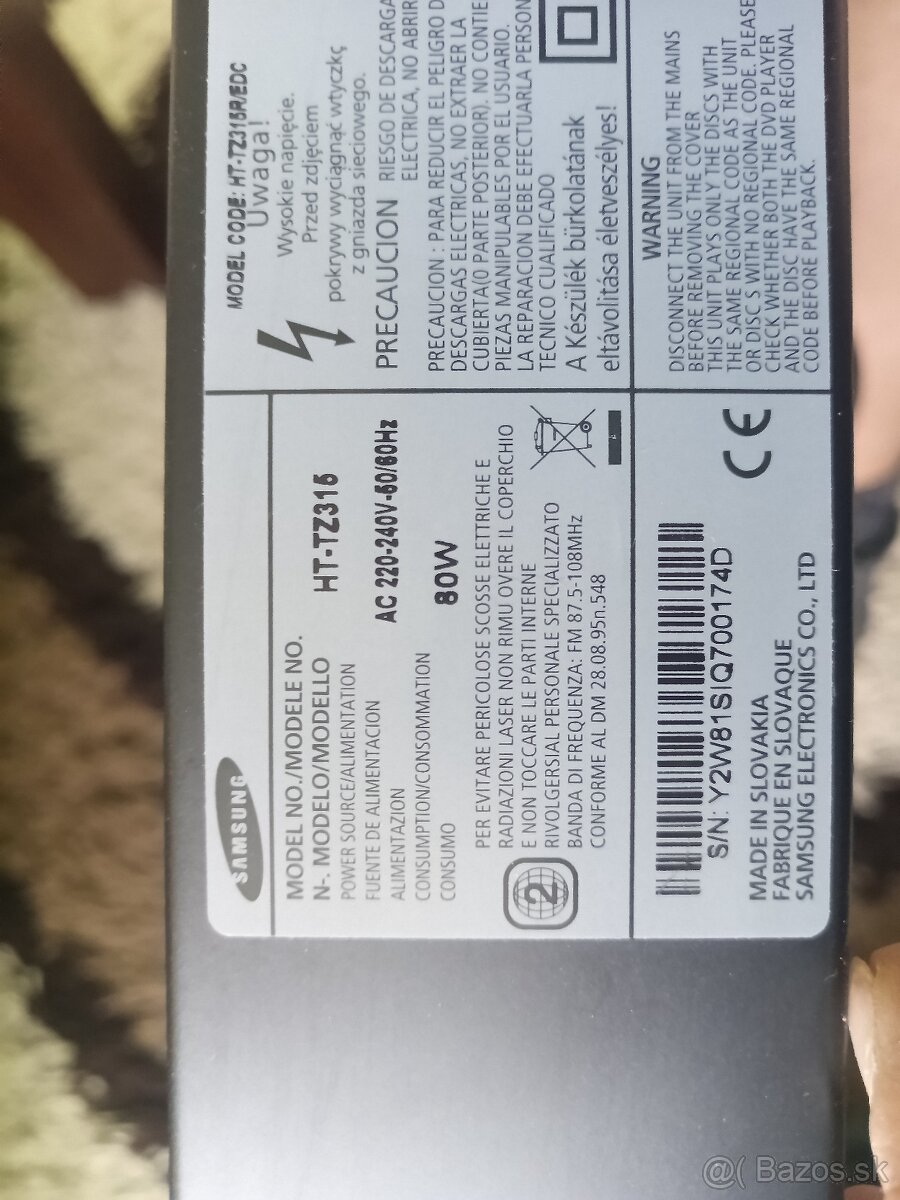 SAMSUNG
MODEL NO./MODELE NO.
N-. MODELO/MODELLO
HT-TZ315
POWER SOURCE/ALIMENTATION
FUENTE DE ALIMENTACION
ALIMENTAZION
AC 220-240V-50/60Hz
CONSUMPTION/CONSOMMATION
CONSUMO
80W
2
PER EVITARE PERICOLOSE SCOSSE ELETTRICHE E
RADIAZIONI LASER NON RIMU OVERE IL COPERCHIO
E NON TOCCARE LE PARTI INTERNE
RIVOLGERSIAL PERSONALE SPECIALIZZATO
BANDA DI FREQUENZA: FM 87.5-108MHz
CONFORME AL DM 28.08.95n.548
S/N: Y2W81SIQ700174D
CE
MADE IN SLOVAKIA
FABRIQUE EN SLOVAQUE
SAMSUNG ELECTRONICS CO., LTD
MODEL CODE: HT-TZ315R/EDC
Uwaga!
Wysokie napięcie.
Przed zdjęciem
pokrywy wyciągnąć wtyczkę
z gniazda sieciowego.
PRECAUCION
RIESGO DE DESCARGA
ELECTRICA, NO ABRIR
PRECAUCION : PARA REDUCIR EL PELIGRO D
DESCARGAS ELECTRICAS, NO EXTRAER LA
CUBIERTA(O PARTE POSTERIOR). NO CONTIE
PIEZAS MANIPULABLES POR EL USUARIO.
LA REPARACION DEBE EFECTUARLA PERSON
TECNICO CUALIFICADO
A Készülék búrkolatának
eltávolitása életveszélyes!
WARNING
DISCONNECT THE UNIT FROM THE MAINS
BEFORE REMOVING THE COVER
THIS UNIT PLAYS ONLY THE DISCS WITH
THE SAME REGIONAL CODE AS THE UNIT
OR DISC S WITH NO REGIONAL CODE. PLEASE
CHECK WHETHER BOTH THE DVD PLAYER
AND THE DISC HAVE THE SAME REGIONAL
CODE BEFORE PLAYBACK.
@( Bazos.sk